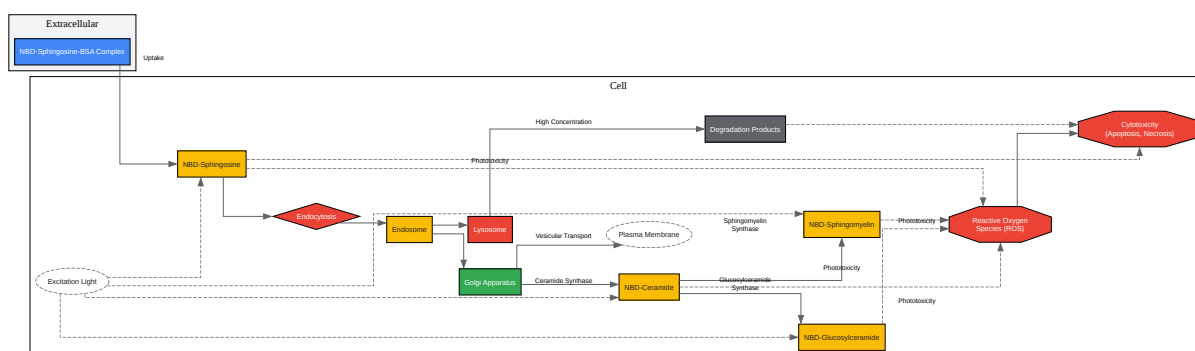 Extracellular
NBD-Sphingosine-BSA Complex
Uptake
Cell
High Concentration
Degradation Products
Cytotoxicity
(Apoptosis, Necrosis)
NBD-Sphingosine
Phototoxicity
Endocytosis
Endosome
Lysosome
Vesicular Transport
Plasma Membrane
Sphingomyelin
Synthase
NBD-Sphingomyelin
Phototoxicity
Reactive Oxygen
Species (ROS)
Excitation Light
Golgi Apparatus
Ceramide Synthase
NBD-Ceramide
Glucosylceramide
Synthase
Phototoxicity
Phototoxicity
NBD-Glucosylceramide